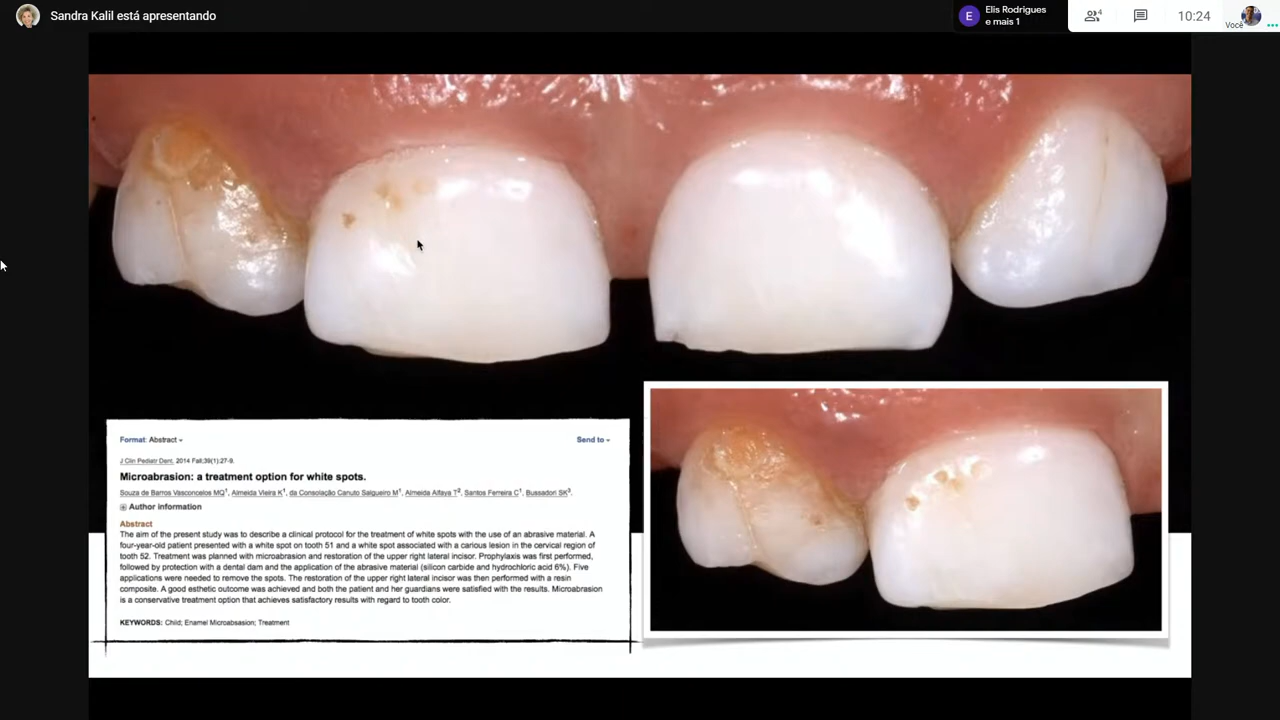 Sandra Kalil está apresentando
E
Elis Rodrigues
e mais 1
4
10:24
Você
Format: Abstract
Send to
J Clin Pediatr Dent. 2014 Fall;39(1):27-9.
Microabrasion: a treatment option for white spots.
Souza de Barros Vasconcelos MQ1, Almeida Vieira K1, da Consolação Canuto Salgueiro M1, Almeida Alfaya T2, Santos Ferreira C1, Bussadori SK3.
Author information
Abstract
The aim of the present study was to describe a clinical protocol for the treatment of white spots with the use of an abrasive material. A
four-year-old patient presented with a white spot on tooth 51 and a white spot associated with a carious lesion in the cervical region of
tooth 52. Treatment was planned with microabrasion and restoration of the upper right lateral incisor. Prophylaxis was first performed,
followed by protection with a dental dam and the application of the abrasive material (silicon carbide and hydrochloric acid 6%). Five
applications were needed to remove the spots. The restoration of the upper right lateral incisor was then performed with a resin
composite. A good esthetic outcome was achieved and both the patient and her guardians were satisfied with the results. Microabrasion
is a conservative treatment option that achieves satisfactory results with regard to tooth color.
KEYWORDS: Child; Enamel Microabsasion; Treatment